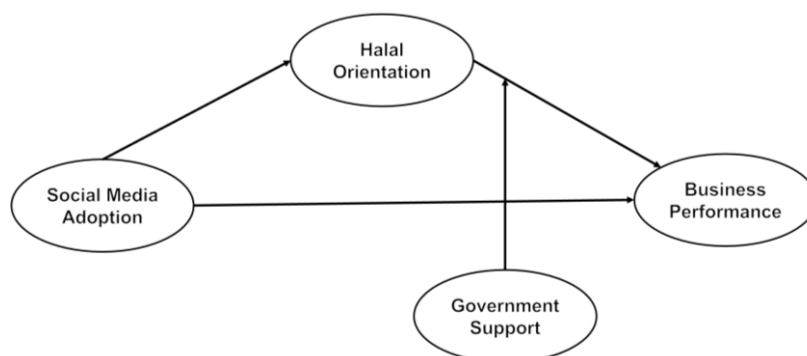 Halal
Orientation
Social Media
Adoption
Business
Performance
Government
Support